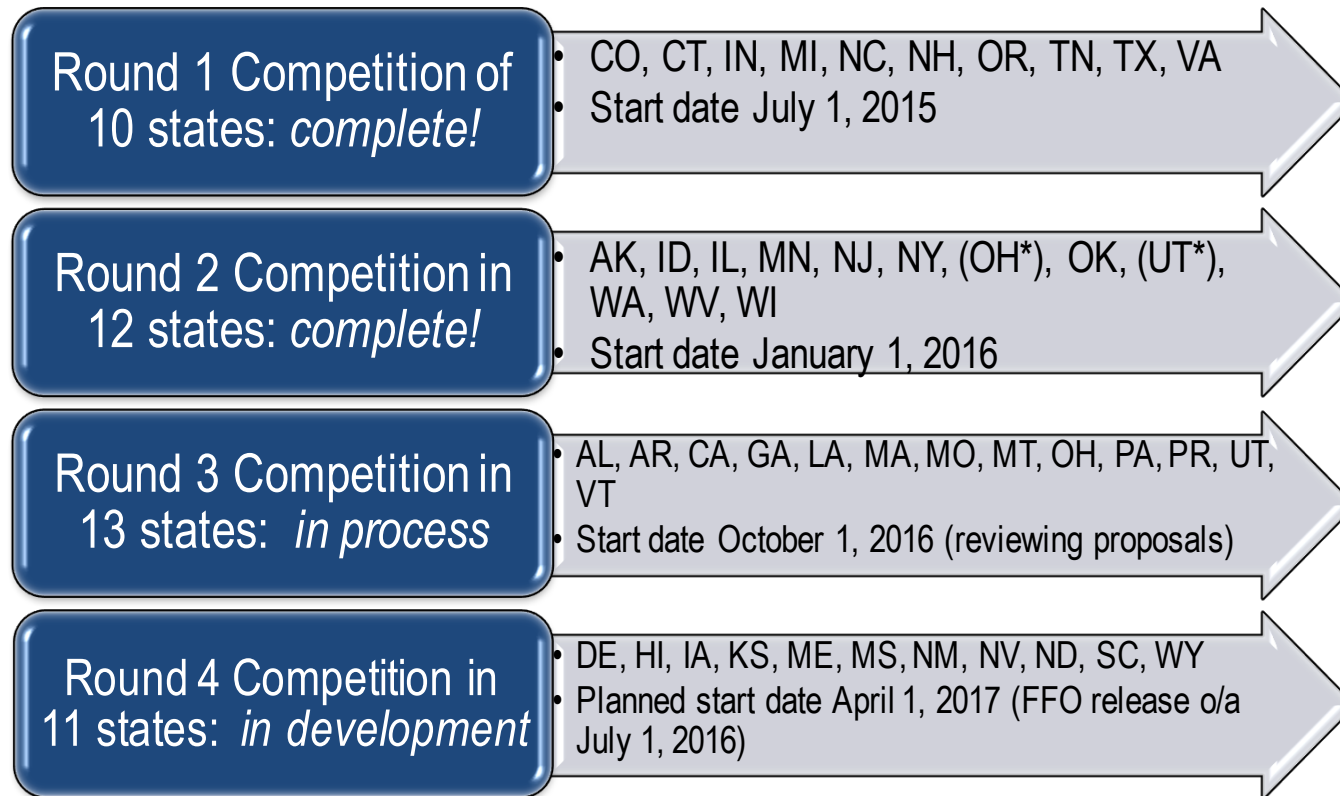 Round 1 Competition of
10 states: complete!
• CO, CT, IN, MI, NC, NH, OR, TN, TX, VA
• Start date July 1, 2015
Round 2 Competition in
12 states: complete!
• AK, ID, IL, MN, NJ, NY, (OH*), OK, (UT*),
WA, WV, WI
• Start date January 1, 2016
Round 3 Competition in
13 states: in process
• AL, AR, CA, GA, LA, MA, MO, MT, OH, PA, PR, UT,
VT
• Start date October 1, 2016 (reviewing proposals)
Round 4 Competition in
11 states: in development
• DE, HI, IA, KS, ME, MS, NM, NV, ND, SC, WY
• Planned start date April 1, 2017 (FFO release o/a
July 1, 2016)